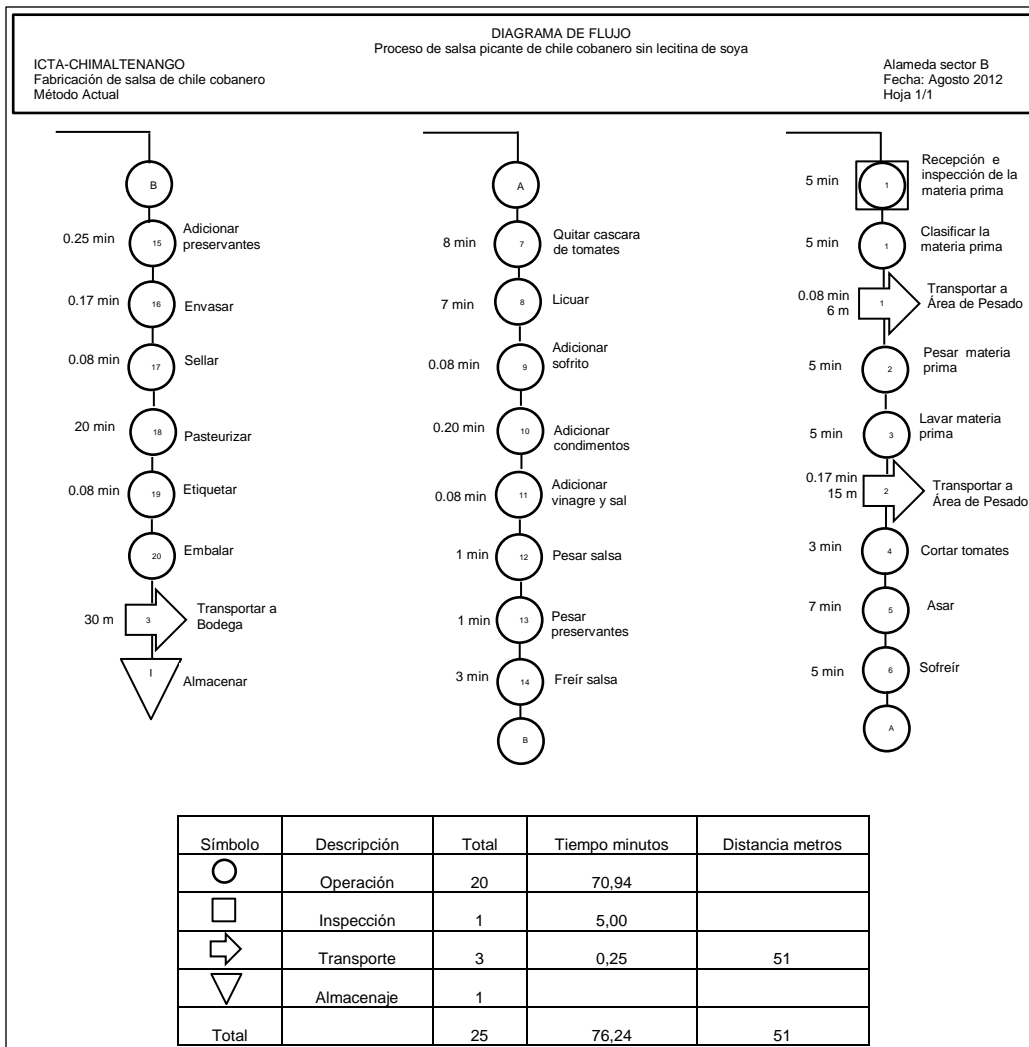 DIAGRAMA DE FLUJO
Proceso de salsa picante de chile cobanero sin lecitina de soya
ICTA-CHIMALTENANGO
Fabricación de salsa de chile cobanero
Método Actual
Alameda sector B
Fecha: Agosto 2012
Hoja 1/1
B
0.25 min
15
Adicionar
preservantes
0.17 min
16
Envasar
0.08 min
17
Sellar
20 min
18
Pasteurizar
0.08 min
19
Etiquetar
20
Embalar
30 m
3
Transportar a
Bodega
I
Almacenar
A
8 min
7
Quitar cascara
de tomates
7 min
8
Licuar
0.08 min
9
Adicionar
sofrito
0.20 min
10
Adicionar
condimentos
0.08 min
11
Adicionar
vinagre y sal
1 min
12
Pesar salsa
1 min
13
Pesar
preservantes
3 min
14
Freír salsa
B
5 min
1
Recepción e
inspección de la
materia prima
5 min
1
Clasificar la
materia prima
0.08 min
6 m
1
Transportar a
Área de Pesado
5 min
2
Pesar materia
prima
5 min
3
Lavar materia
prima
0.17 min
15 m
2
Transportar a
Área de Pesado
3 min
4
Cortar tomates
7 min
5
Asar
5 min
6
Sofreír
A
Símbolo Descripción Total Tiempo minutos Distancia metros
Operación 20 70,94
Inspección 1 5,00
Transporte 3 0,25 51
Almacenaje 1
Total 25 76,24 51